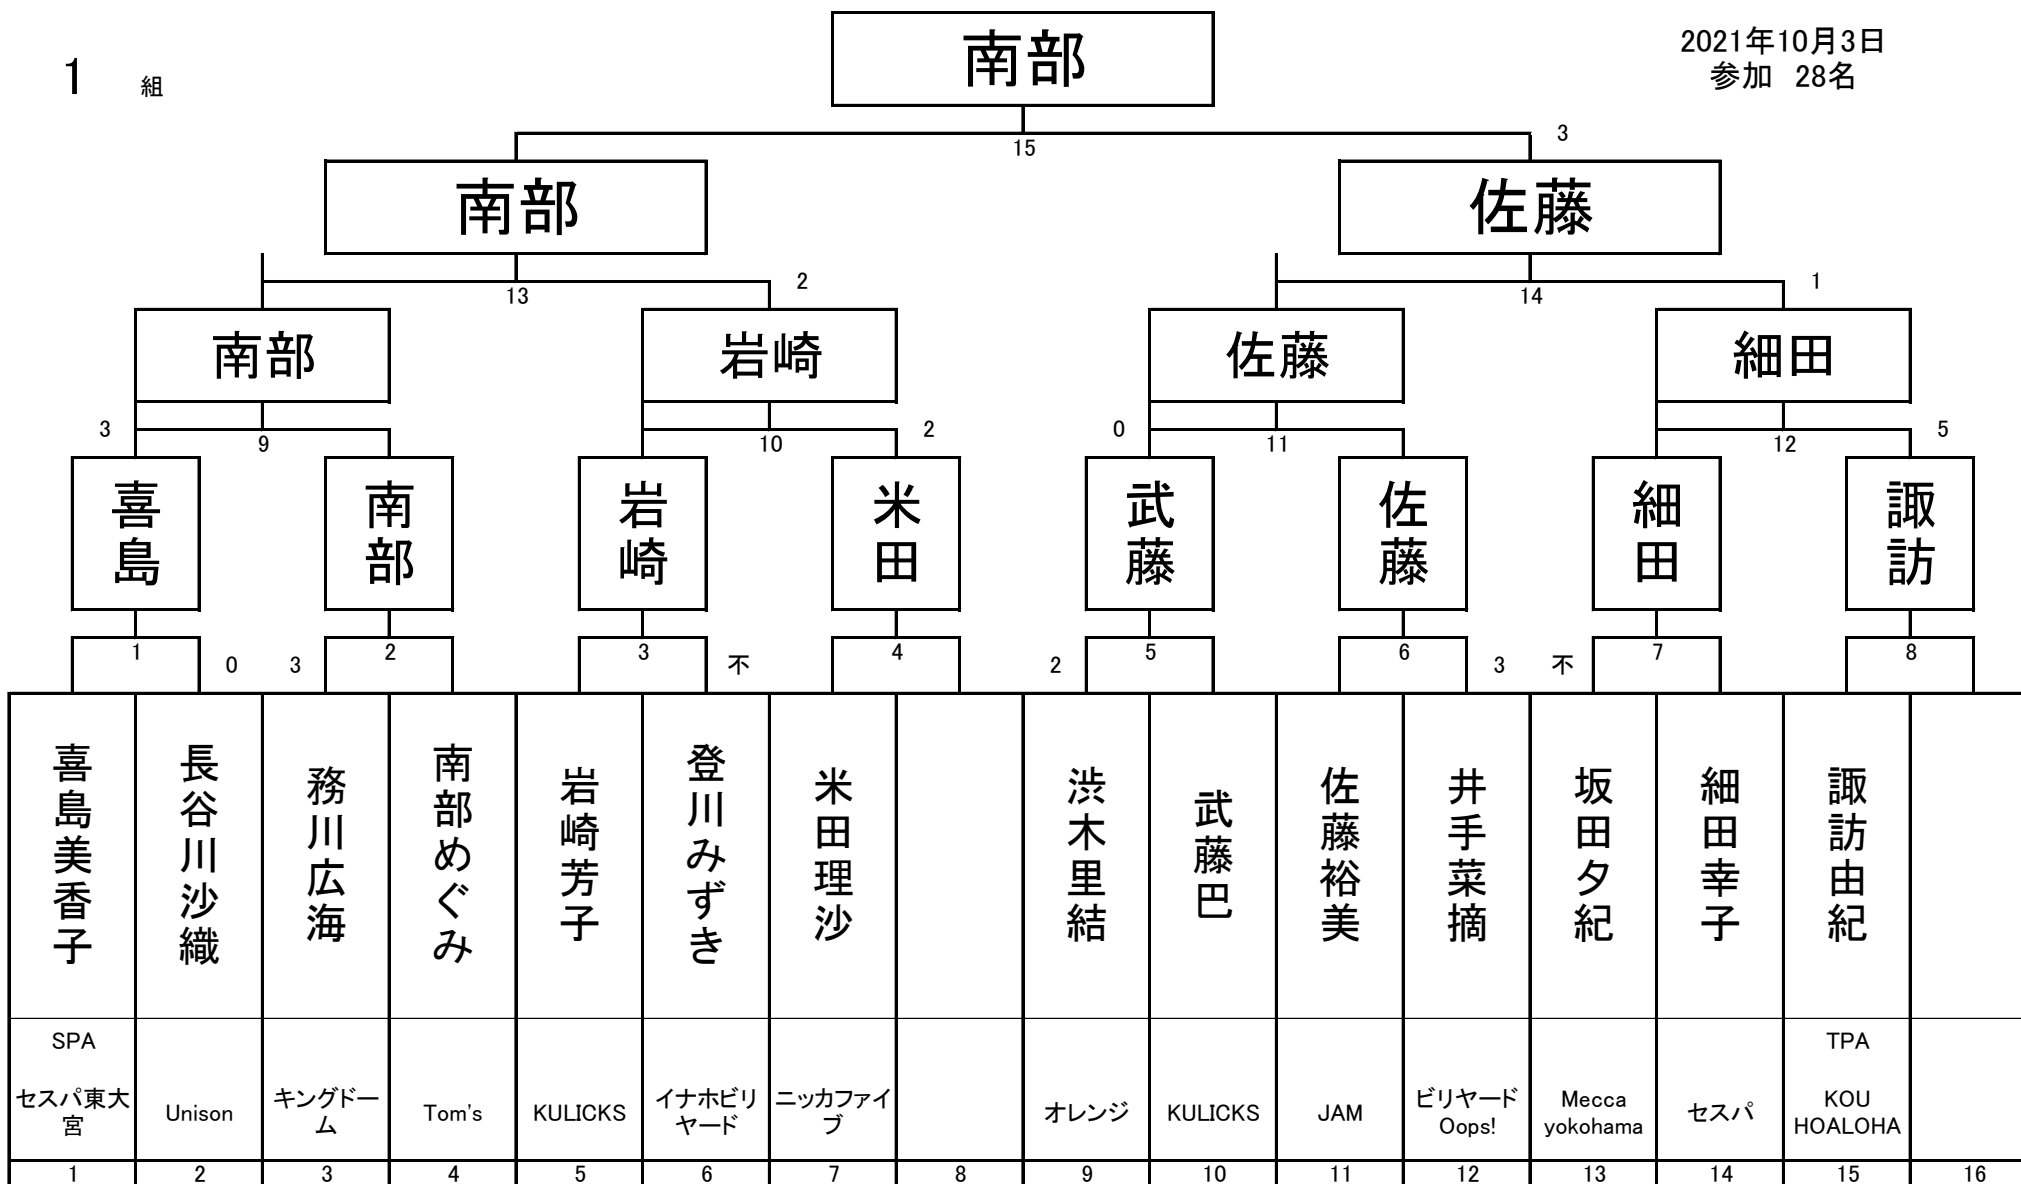 1 組
南部
2021年10月3日
参加 28名
15
3
南部
佐藤
13
2
14
1
南部
岩崎
佐藤
細田
3
9
10
2
0
11
12
5
喜島
南部
岩崎
米田
武藤
佐藤
細田
諏訪
1
0
3
2
3
不
4
2
5
6
3
不
7
8
喜島美香子
長谷川沙織
務川広海
南部めぐみ
岩崎芳子
登川みずき
米田理沙
渋木里結
武藤巴
佐藤裕美
井手菜摘
坂田夕紀
細田幸子
諏訪由紀
SPA
セスパ東大
宮
Unison
キングドー
ム
Tom's
KULICKS
イナホビリ
ヤード
ニッカファイ
ブ
オレンジ
KULICKS
JAM
ビリヤード
Oops!
Mecca
yokohama
セスパ
TPA
KOU
HOALOHA
1 2 3 4 5 6 7 8 9 10 11 12 13 14 15 16